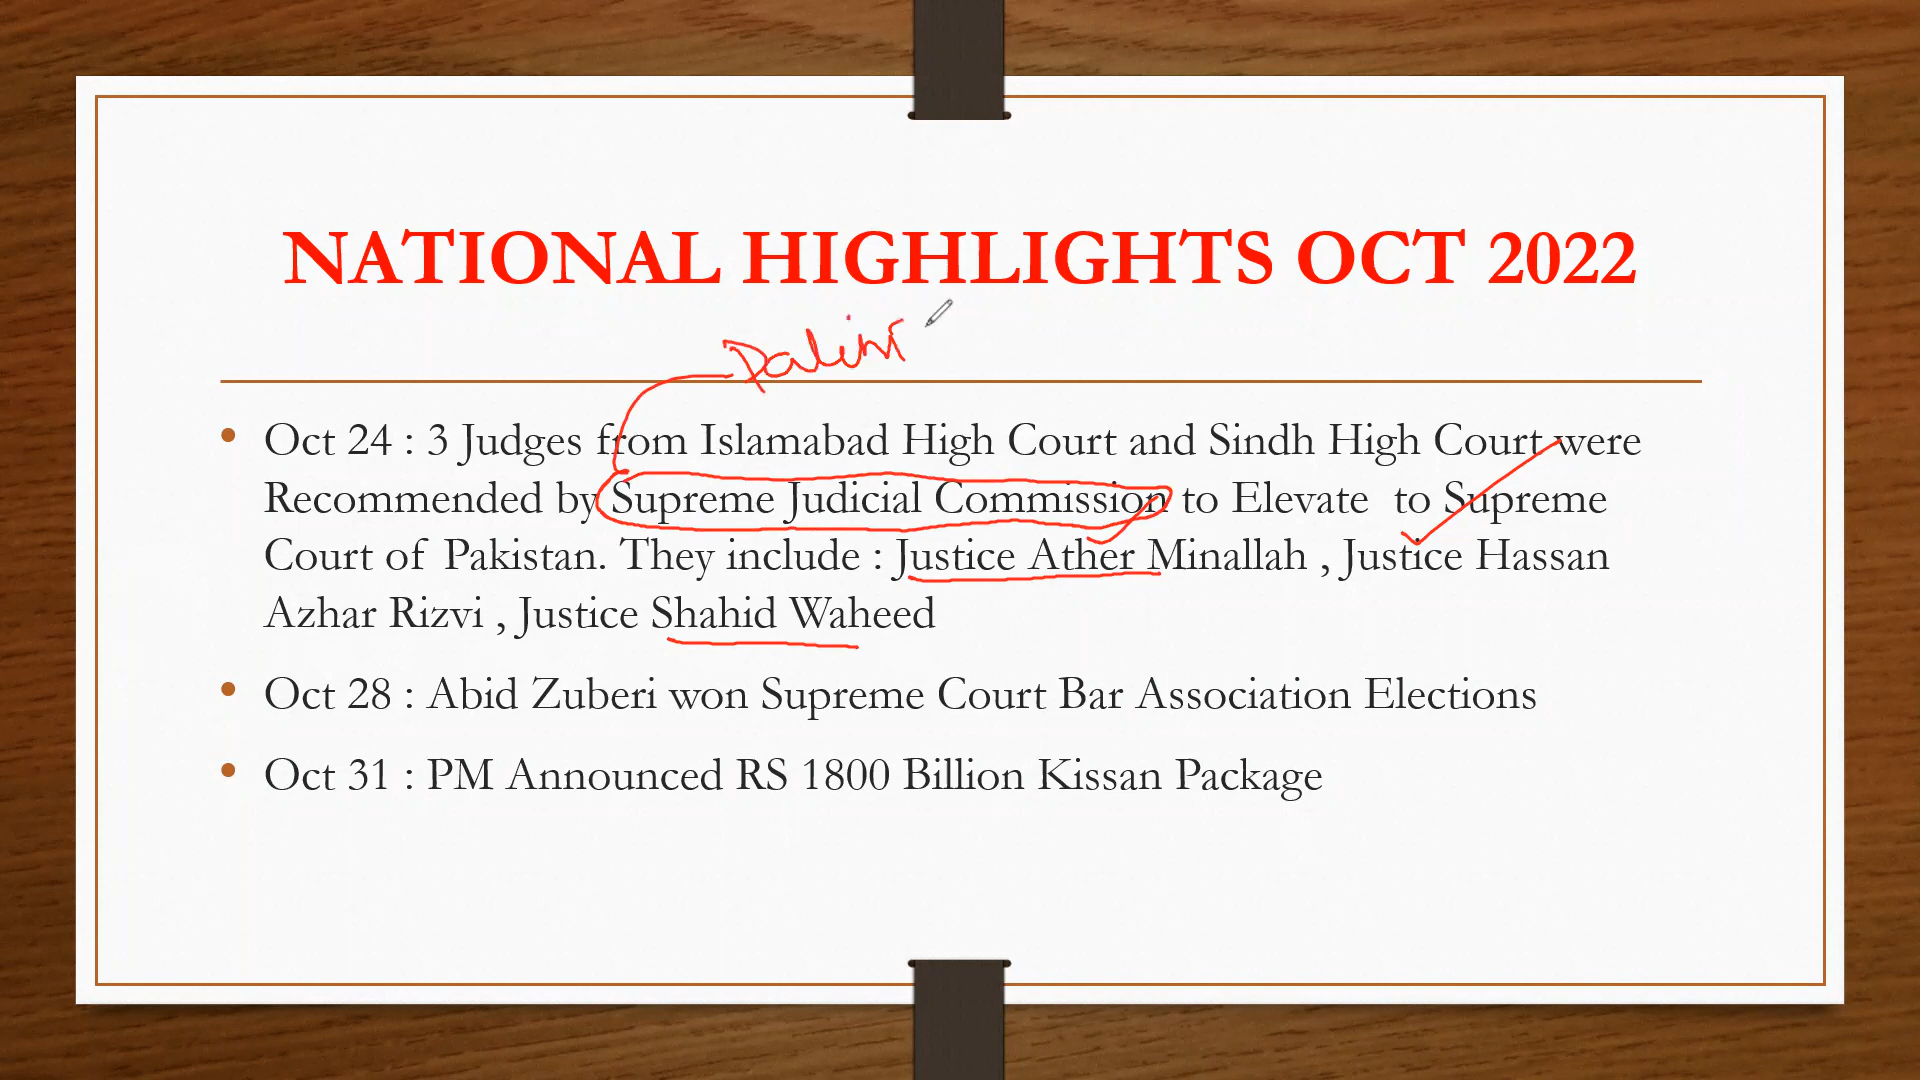 NATIONAL HIGHLIGHTS OCT 2022
• Oct 24 : 3 Judges from Islamabad High Court and Sindh High Court were
Recommended by Supreme Judicial Commission to Elevate to Supreme
Court of Pakistan. They include : Justice Ather Minallah , Justice Hassan
Azhar Rizvi , Justice Shahid Waheed
• Oct 28 : Abid Zuberi won Supreme Court Bar Association Elections
• Oct 31 : PM Announced RS 1800 Billion Kissan Package